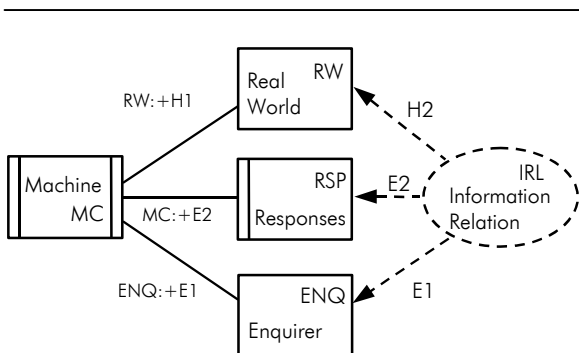 Real RW
World
RW:+H1
H2
Machine
MC
RSP
Responses
MC:+E2
E2
IRL
Information
Relation
ENQ:+E1
ENQ
Enquirer
E1